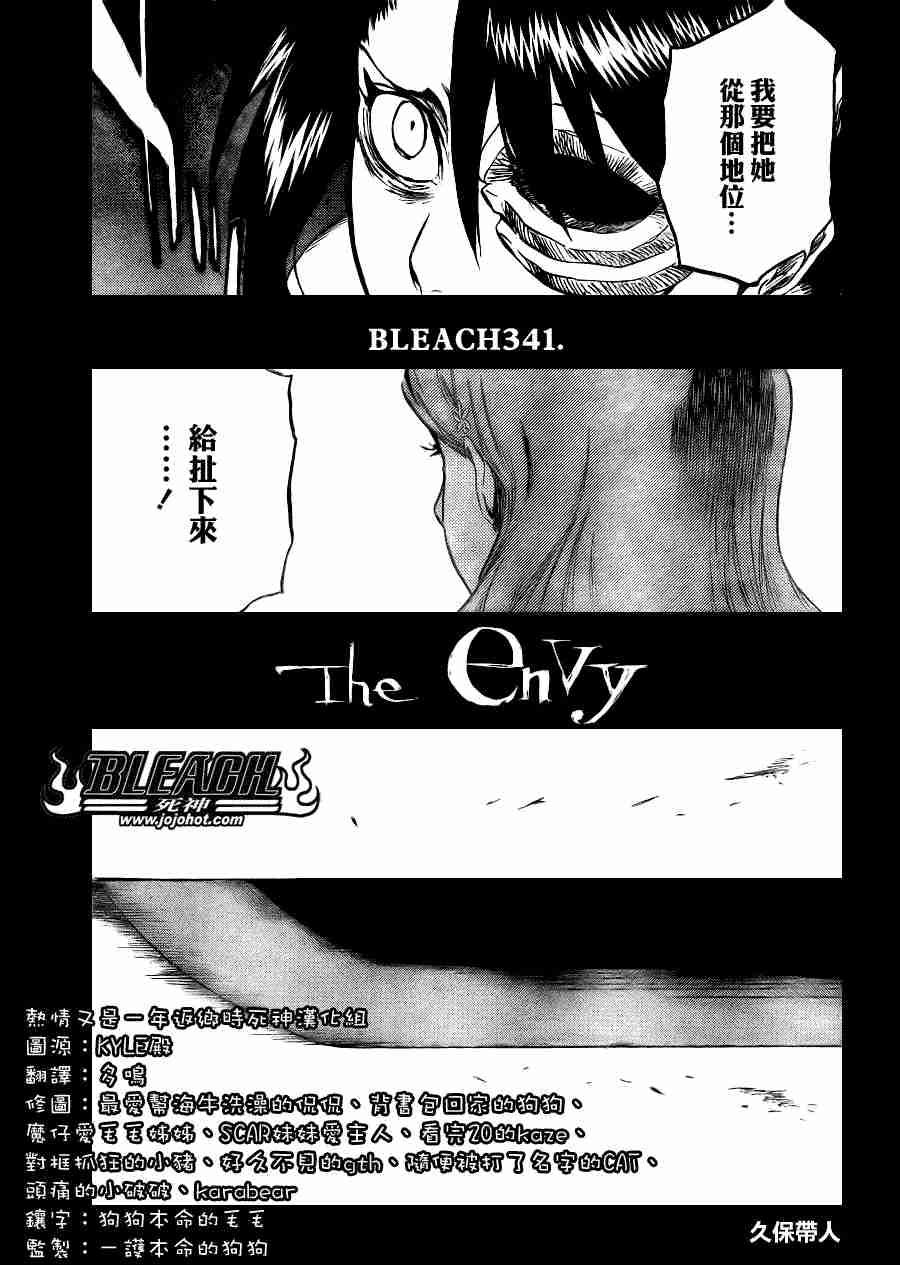 我要把她
從那個地位…
BLEACH341.
給扯下來
……！
The envy
BLEACH
死神
www.jojohot.com
熱情又是一年返鄉時死神漢化組
圖源：KYLE殿
翻譯：多鳴
修圖：最愛幫海牛洗澡的侃侃、背書包回家的狗狗、
魔仔愛毛毛姊姊、SCAR妹妹愛主人、看完20的kaze、
對框抓狂的小豬、好久不見的gth、隨便被打了名字的CAT、
頭痛的小破破、karabear
鑲字：狗狗本命的毛毛
監製：一護本命的狗狗
久保帶人